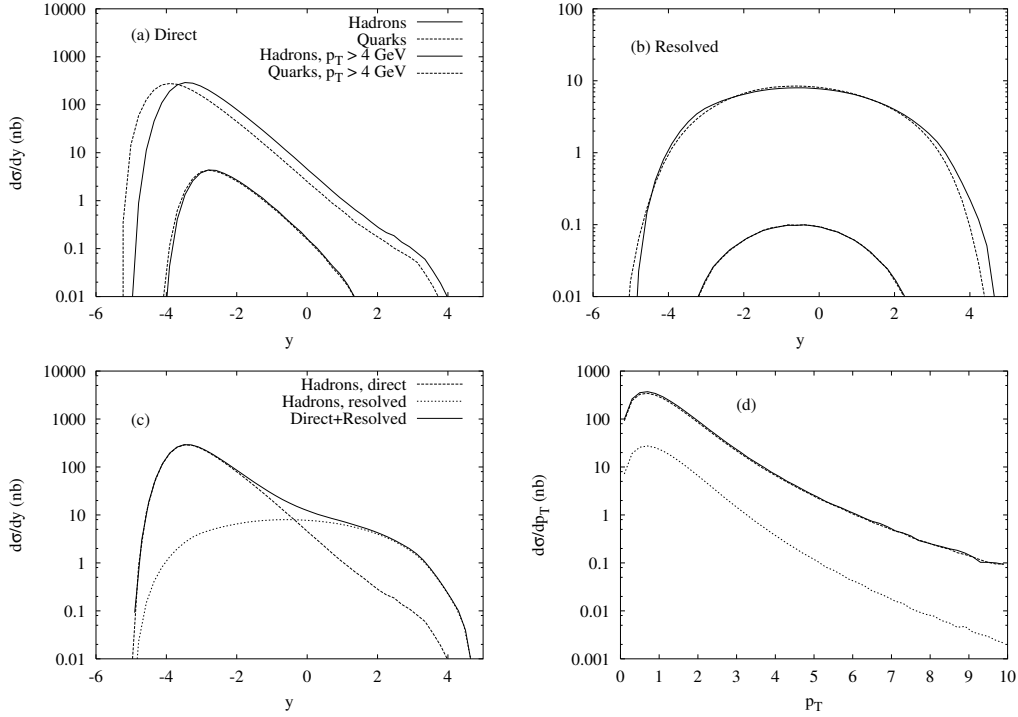 10000
1000
100
10
1
0.1
0.01
dσ/dy (nb)
(a) Direct
Hadrons
Quarks
Hadrons, p_T > 4 GeV
Quarks, p_T > 4 GeV
-6 -4 -2 0 2 4
y
100
10
1
0.1
0.01
(b) Resolved
-6 -4 -2 0 2 4
y
10000
1000
100
10
1
0.1
0.01
dσ/dy (nb)
(c)
Hadrons, direct
Hadrons, resolved
Direct+Resolved
-6 -4 -2 0 2 4
y
10000
1000
100
10
1
0.1
0.01
0.001
dσ/dp_T (nb)
(d)
0 1 2 3 4 5 6 7 8 9 10
p_T